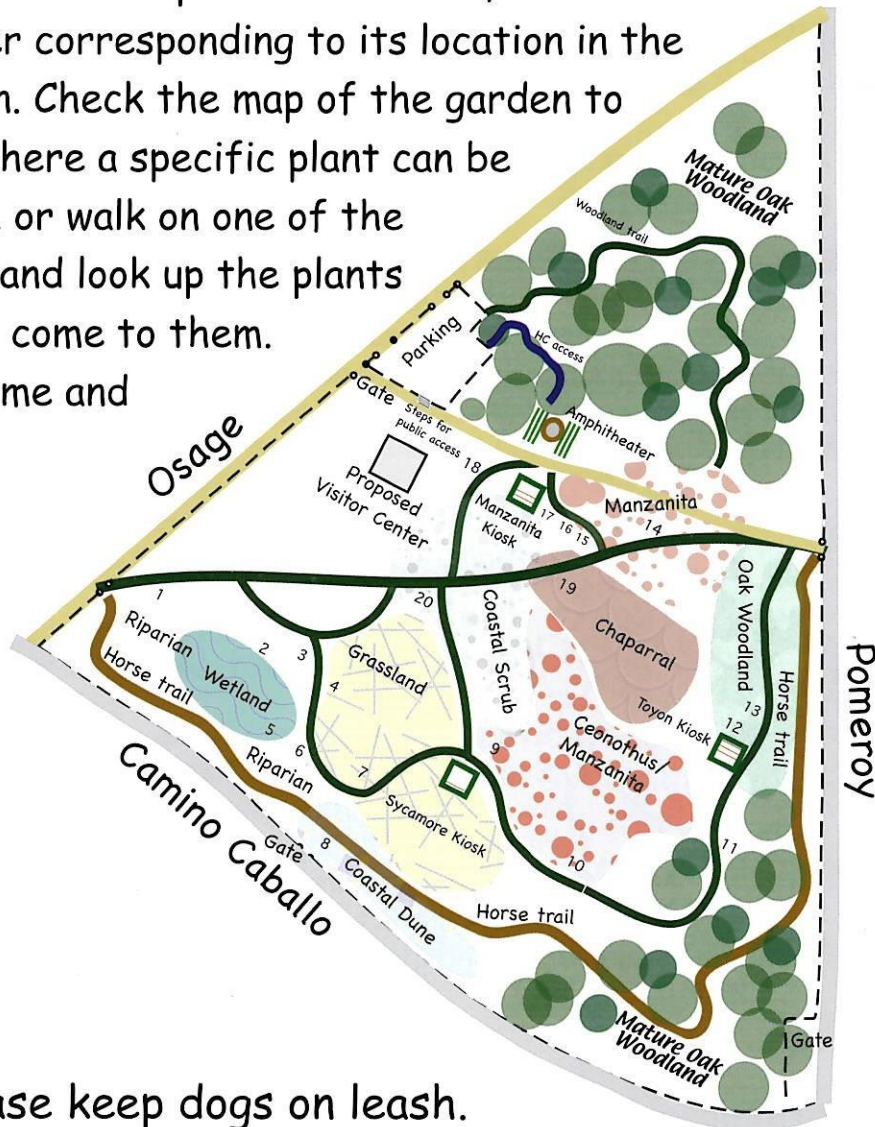 er corresponding to its location in the
n. Check the map of the garden to
here a specific plant can be
or walk on one of the
and look up the plants
come to them.
me and
Mature Oak
Woodland
Woodland trail
Parking
HC access
Gate
Steps for
public access
Amphitheater
Osage
18
Proposed
Visitor Center
Manzanita
Kiosk
17
16
15
Manzanita
14
19
1
20
Riparian
Wetland
2
3
Grassland
4
Coastal Scrub
Chaparral
Oak Woodland
Horse trail
Pomeroy
Horse trail
5
6
Riparian
7
Toyon Kiosk
13
12
9
Ceonothus/
Manzanita
Camino Caballo
Sycamore Kiosk
11
Gate
8
Coastal Dune
10
Horse trail
Mature Oak
Woodland
Gate
ase keep dogs on leash.